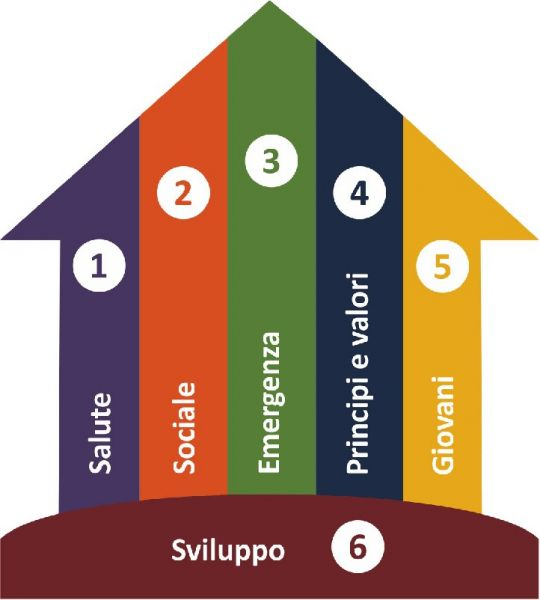 1
Salute
2
Sociale
3
Emergenza
4
Principi e valori
5
Giovani
Sviluppo 6